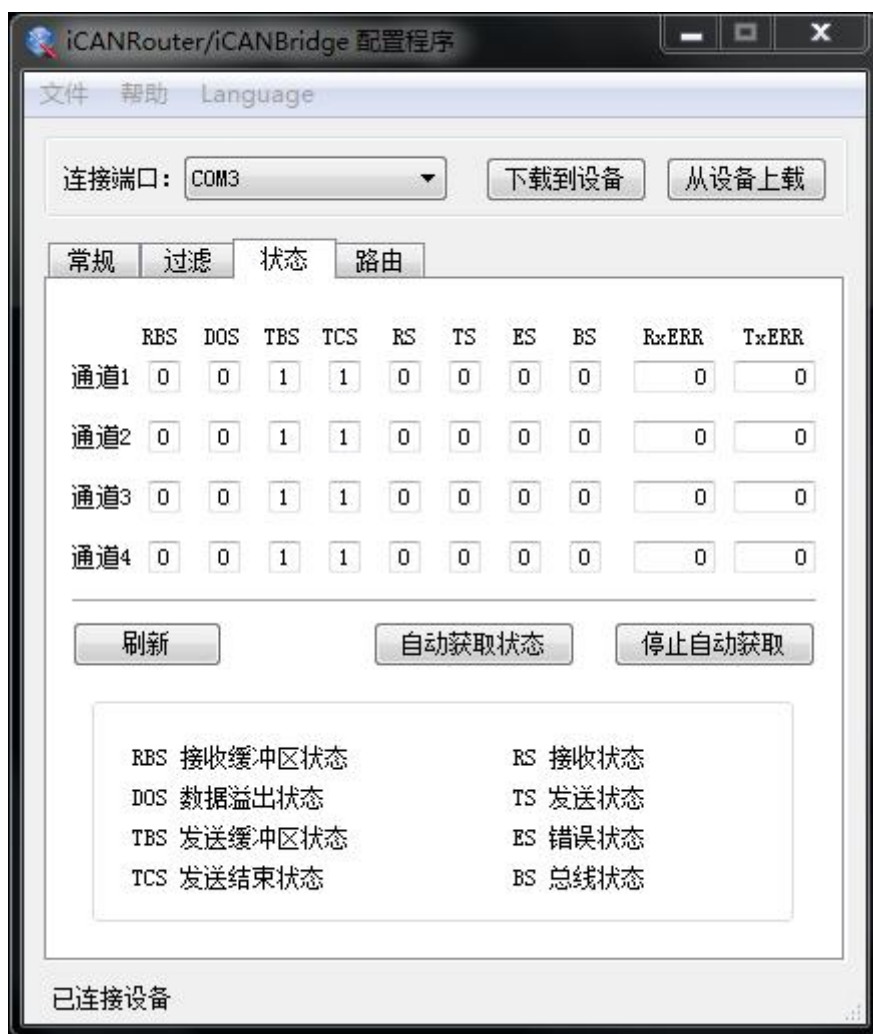 iCANRouter/iCANBridge 配置程序
文件 帮助 Language
连接端口: COM3 下载到设备 从设备上载
常规 过滤 状态 路由
RBS DOS TBS TCS RS TS ES BS RxERR TxERR
通道1 0 0 1 1 0 0 0 0 0 0
通道2 0 0 1 1 0 0 0 0 0 0
通道3 0 0 1 1 0 0 0 0 0 0
通道4 0 0 1 1 0 0 0 0 0 0
刷新 自动获取状态 停止自动获取
RBS 接收缓冲区状态 RS 接收状态
DOS 数据溢出状态 TS 发送状态
TBS 发送缓冲区状态 ES 错误状态
TCS 发送结束状态 BS 总线状态
已连接设备